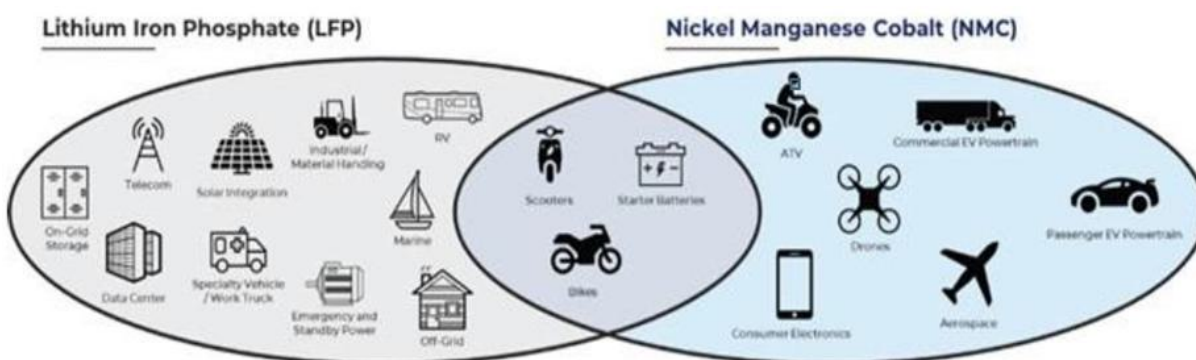 Lithium Iron Phosphate (LFP)
Nickel Manganese Cobalt (NMC)
Telecom
Solar Integration
Industrial/
Material Handing
RV
On-Grid
Storage
Data Center
Specialty Vehicle
/ Work Truck
Emergency and
Standby Power
Marine
Off-Grid
Scooters
Starter Batteries
+ -
Bikes
ATV
Commercial EV Powertrain
Drones
Passenger EV Powertrain
Consumer Electronics
Aerospace